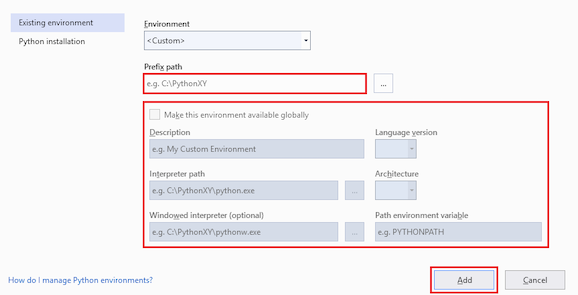 Existing environment
Python installation
Environment
<Custom>
Prefix path
e.g. C:\PythonXY
...
Make this environment available globally
Description
Language version
e.g. My Custom Environment
Interpreter path
Architecture
e.g. C:\PythonXY\python.exe
...
Windowed interpreter (optional)
Path environment variable
e.g. C:\PythonXY\pythonw.exe
...
e.g. PYTHONPATH
How do I manage Python environments?
Add
Cancel